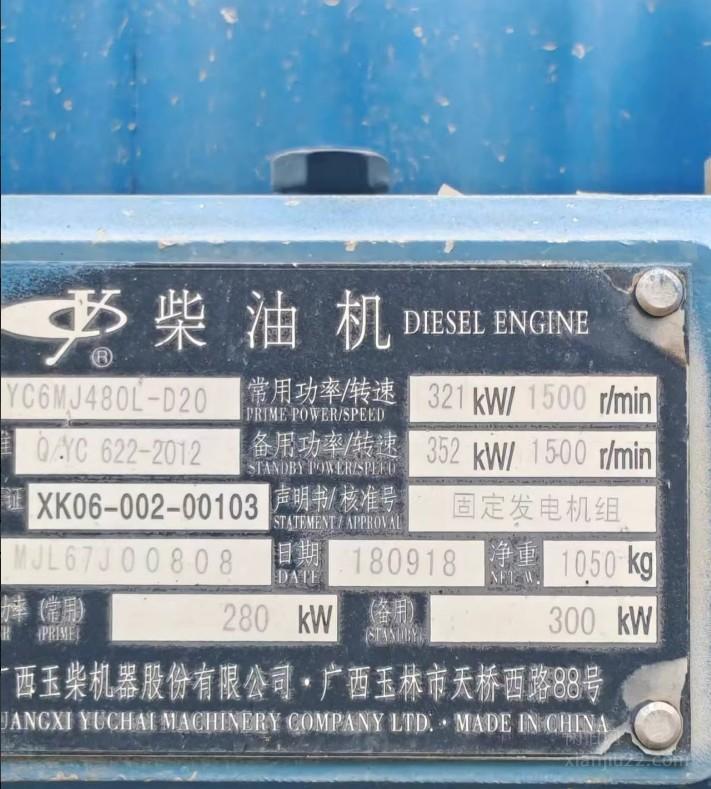 ® 柴油机 DIESEL ENGINE
YC6MJ480L-D20 常用功率/转速 321 kW/ 1500 r/min
PRIME POWER/SPEED
Q/YC 622-2012 备用功率/转速 352 kW/ 1500 r/min
STANDBY POWER/SPEED
证 XK06-002-00103 声明书/核准号 固定发电机组
STATEMENT / APPROVAL
MJL67J00808 日期 180918 净重 1050 kg
DATE NET. W.
功率 (常用) 280 kW (备用) 300 kW
(PRIME) (STANDBY)
广西玉柴机器股份有限公司·广西玉林市天桥西路88号
UANGXI YUCHAI MACHINERY COMPANY LTD. · MADE IN CHINA